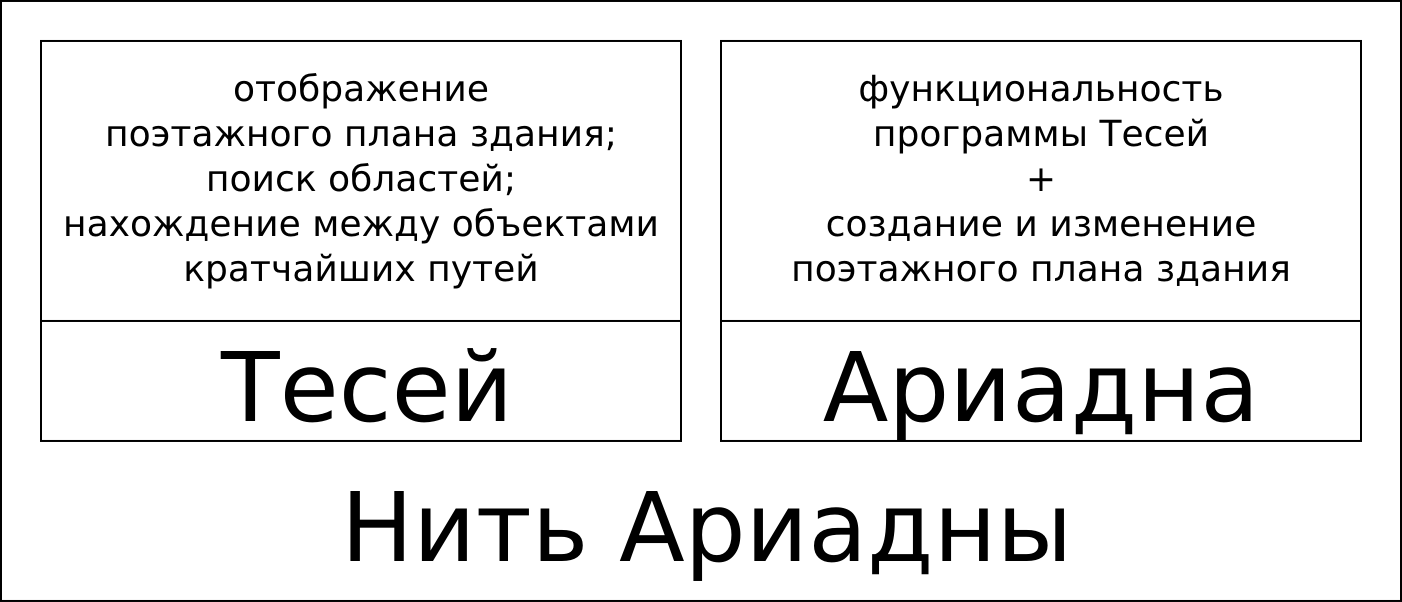 отображение
поэтажного плана здания;
поиск областей;
нахождение между объектами
кратчайших путей
Тесей
функциональность
программы Тесей
+
создание и изменение
поэтажного плана здания
Ариадна
Нить Ариадны